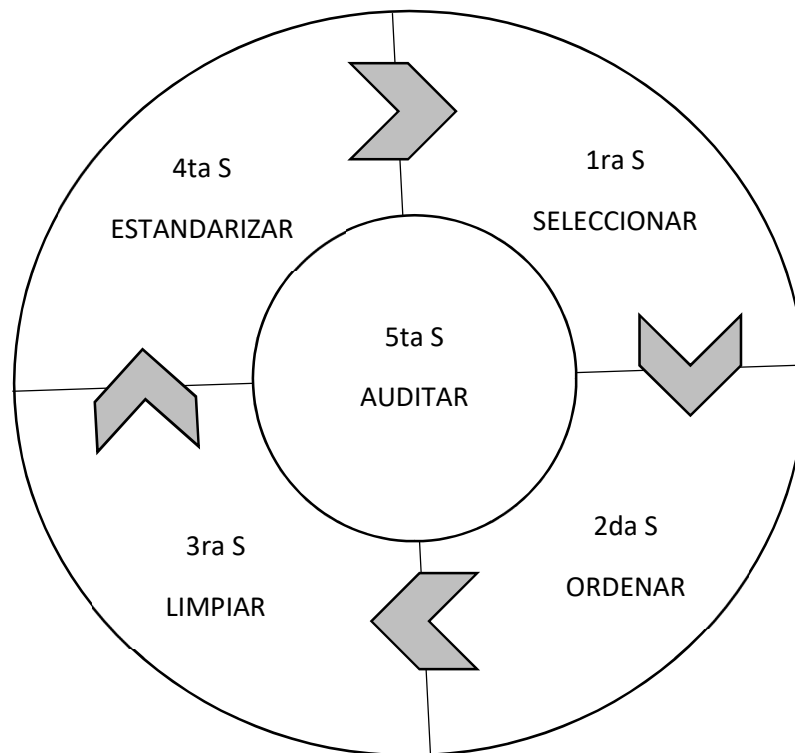 4ta S
ESTANDARIZAR
1ra S
SELECCIONAR
5ta S
AUDITAR
3ra S
LIMPIAR
2da S
ORDENAR